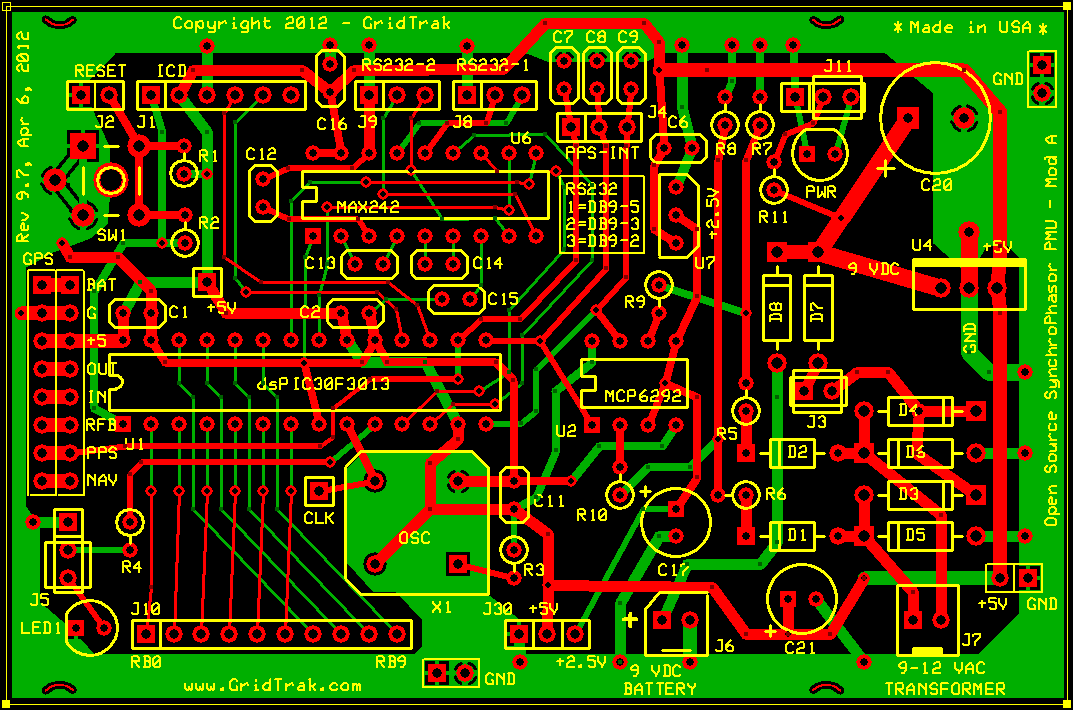 Copyright 2012 - GridTrak
*Made in USA*
Rev 9.7, Apr 6, 2012
RESET
ICD
RS232-2
RS232-1
C7 C8 C9
J11
GND
J2
J1
C16
J9
J8
U6
J4
C6
R8
R7
PPS-INT
R1
C12
MAX242
RS232
1=DB9-5
2=DB9-3
3=DB9-2
+2.5V
PWR
C20
R11
R2
SW1
U7
U4
+5V
GPS
C13
C14
9 VDC
BAT
+5V
C15
R9
G
C1
C2
D8
D7
GND
+5
OUT
dsPIC30F3013
MCP6292
IN
J3
D4
RFB
U1
U2
R5
PPS
D2
D6
NAV
CLK
C11
R10
R6
D3
OSC
D1
D5
R4
R3
C17
J5
X1
J30
+5V
+5V
GND
J10
LED1
J6
C21
J7
RB0
RB9
+2.5V
9 VDC
BATTERY
9-12 VAC
TRANSFORMER
GND
www.GridTrak.com
Open Source SynchroPhasor PMU - Mod A